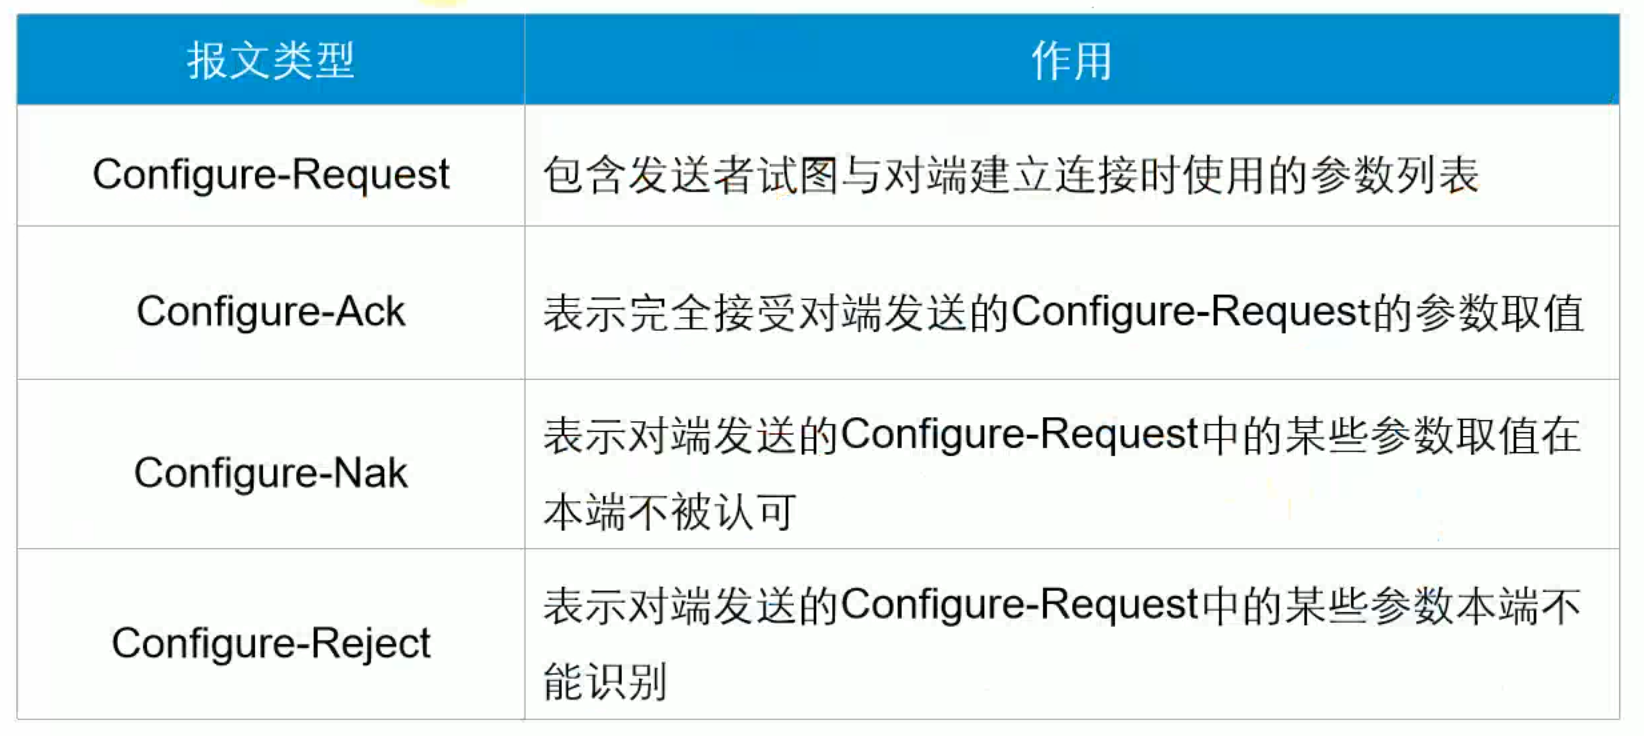 报文类型
作用
Configure-Request
包含发送者试图与对端建立连接时使用的参数列表
Configure-Ack
表示完全接受对端发送的Configure-Request的参数取值
Configure-Nak
表示对端发送的Configure-Request中的某些参数取值在
本端不被认可
Configure-Reject
表示对端发送的Configure-Request中的某些参数本端不
能识别